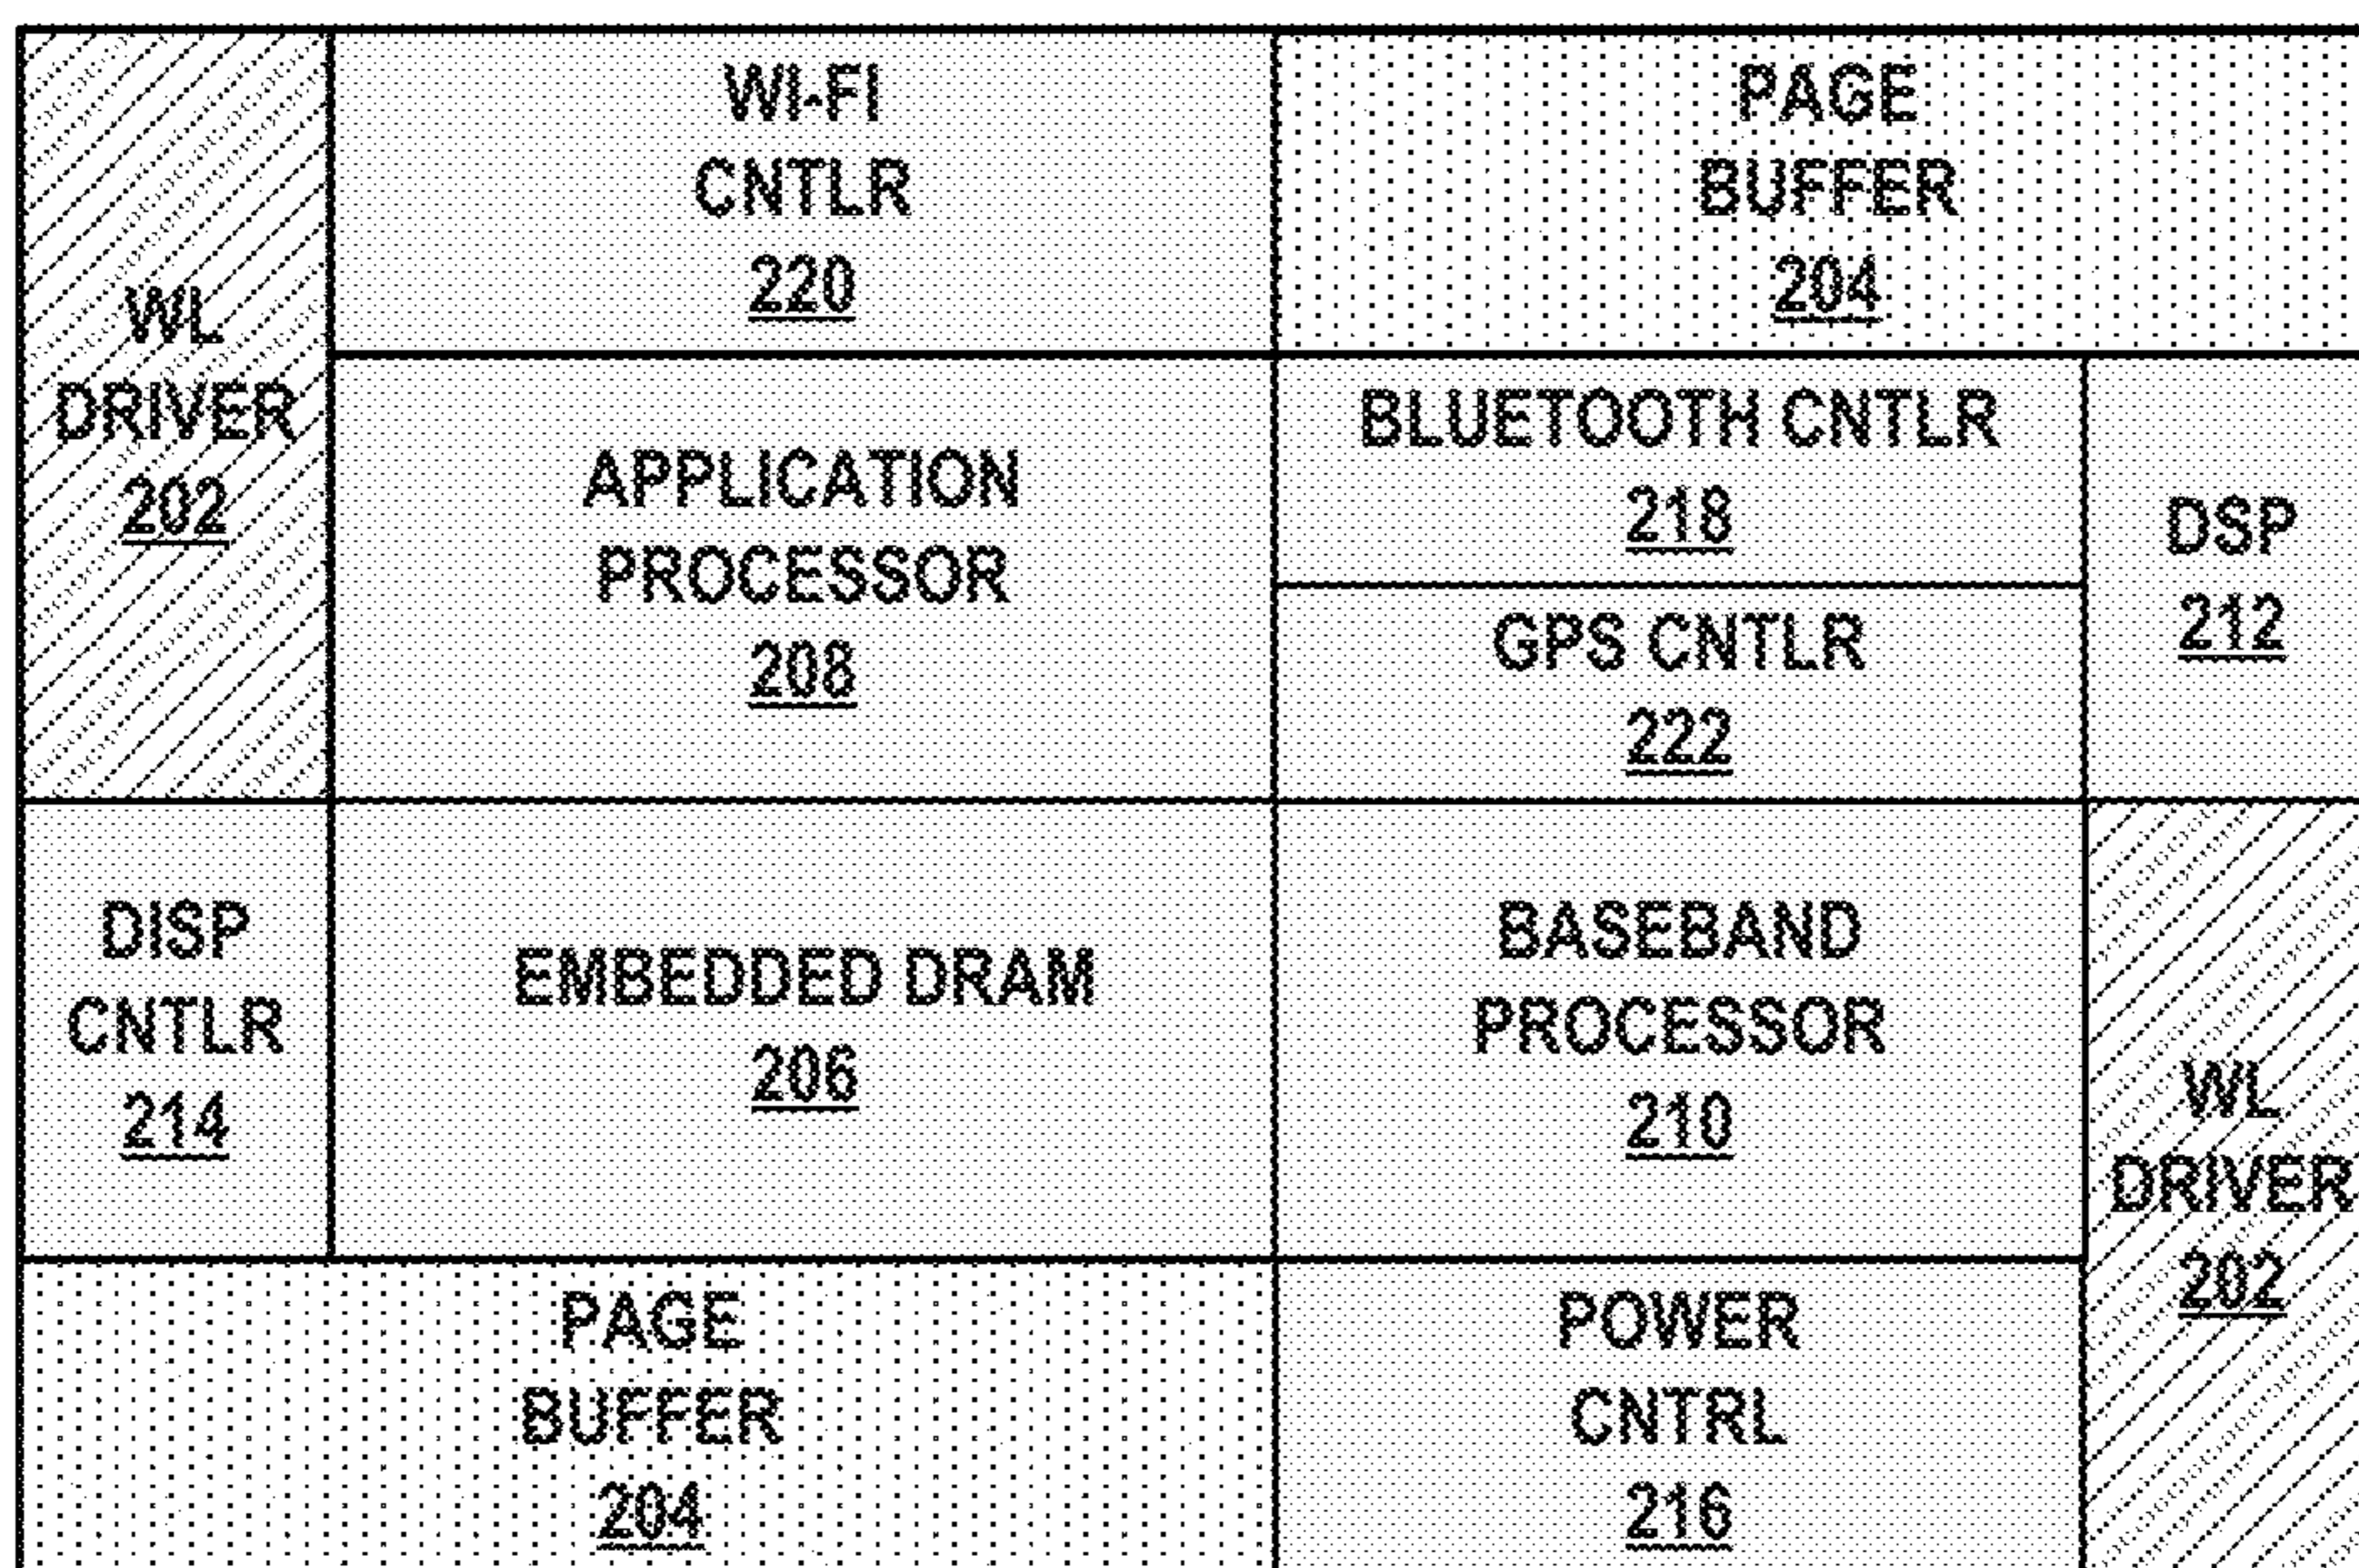 WI-FI
CNTLR
220
PAGE
BUFFER
204
WL
DRIVER
202
APPLICATION
PROCESSOR
208
BLUETOOTH CNTLR
218
GPS CNTLR
222
DSP
212
DISP
CNTLR
214
EMBEDDED DRAM
206
BASEBAND
PROCESSOR
210
WL
DRIVER
202
PAGE
BUFFER
204
POWER
CNTRL
216